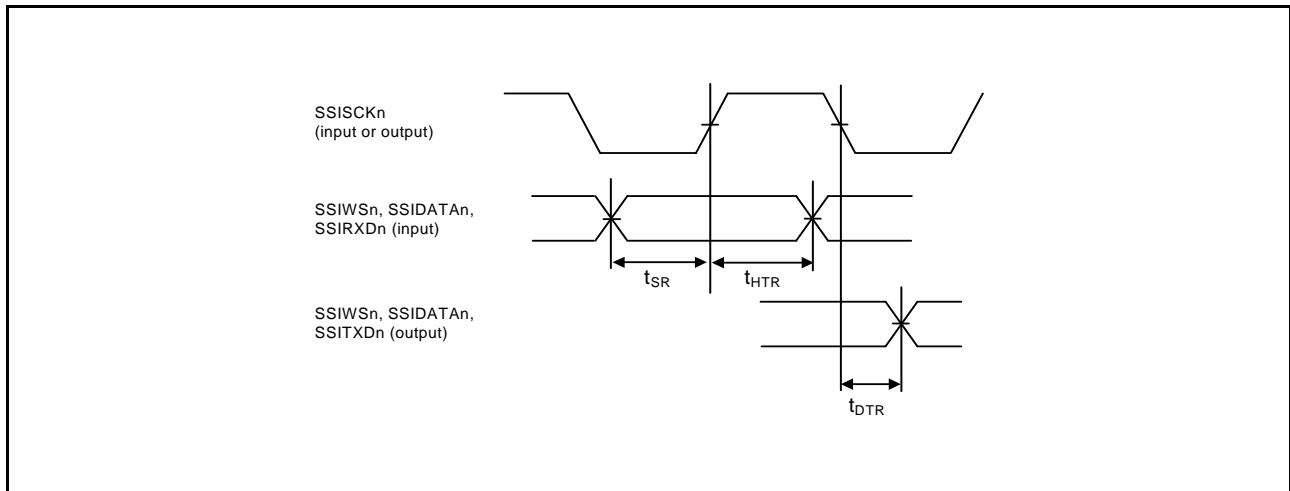 SSISCKn
(input or output)
SSIWSn, SSIDATAn,
SSIRXDn (input)
tSR
tHTR
SSIWSn, SSIDATAn,
SSITXDn (output)
tDTR